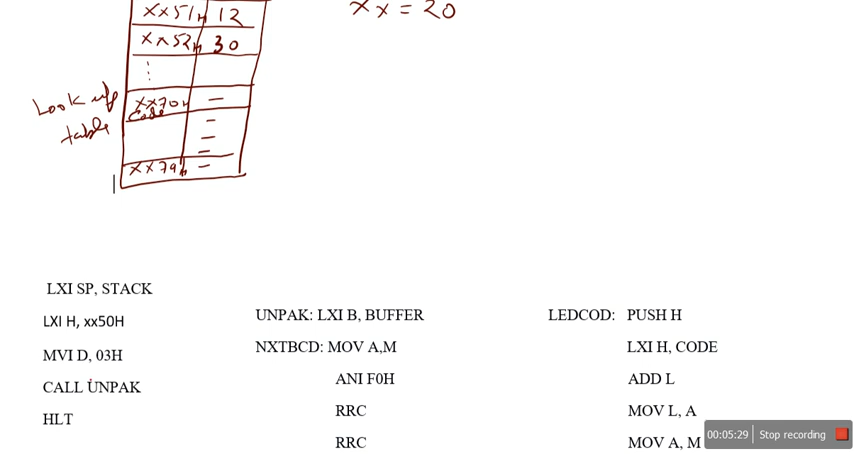 xx51H 12
xx = 20
xx52H 30
Look up
table
xx70H –
Code
xx79H –
LXI SP, STACK
LXI H, xx50H
MVI D, 03H
CALL UNPAK
HLT
UNPAK: LXI B, BUFFER
NXTBCD: MOV A,M
ANI F0H
RRC
RRC
LEDCOD: PUSH H
LXI H, CODE
ADD L
MOV L, A
MOV A, M
00:05:29 Stop recording